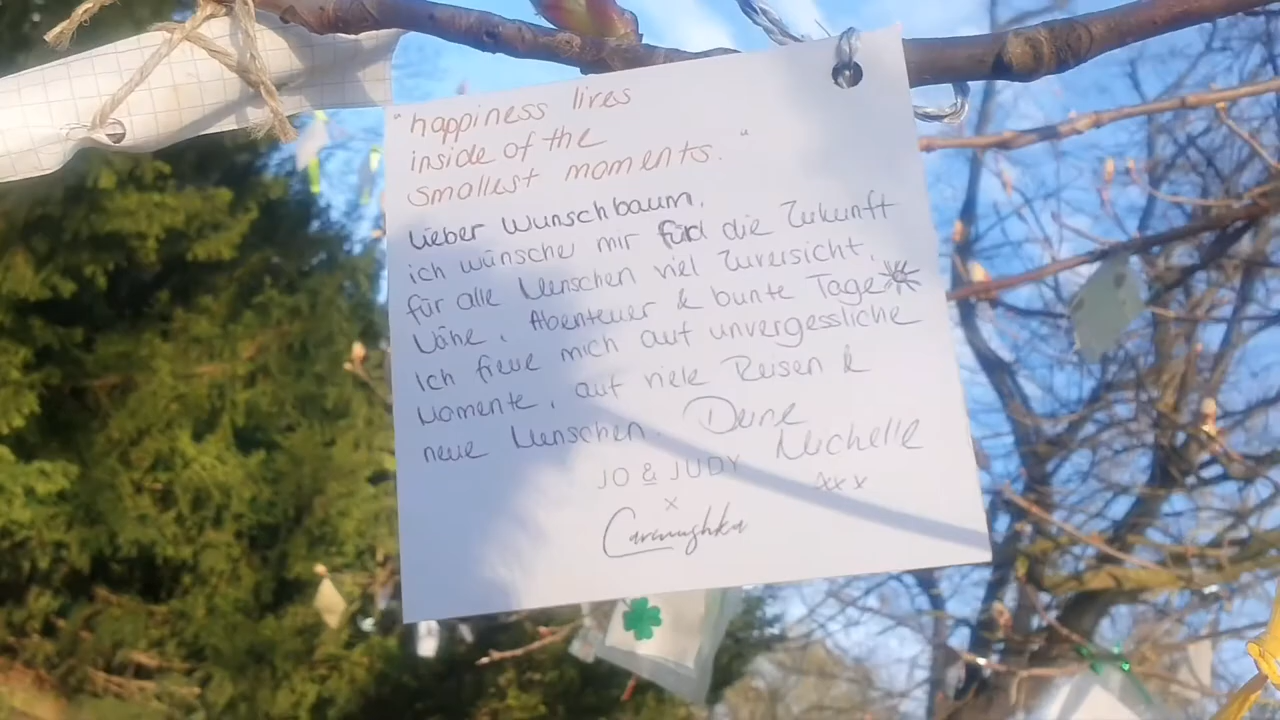 "happiness lives
inside of the
smallest moments."
Lieber Wunschbaum,
ich wünsche mir für die Zukunft
für alle Menschen viel Zuversicht,
Nähe, Abenteuer & bunte Tage
Ich freue mich auf unvergessliche
Momente, auf viele Reisen &
neue Menschen. Deine
Michelle
JO & JUDY xxx
x
Carmushka